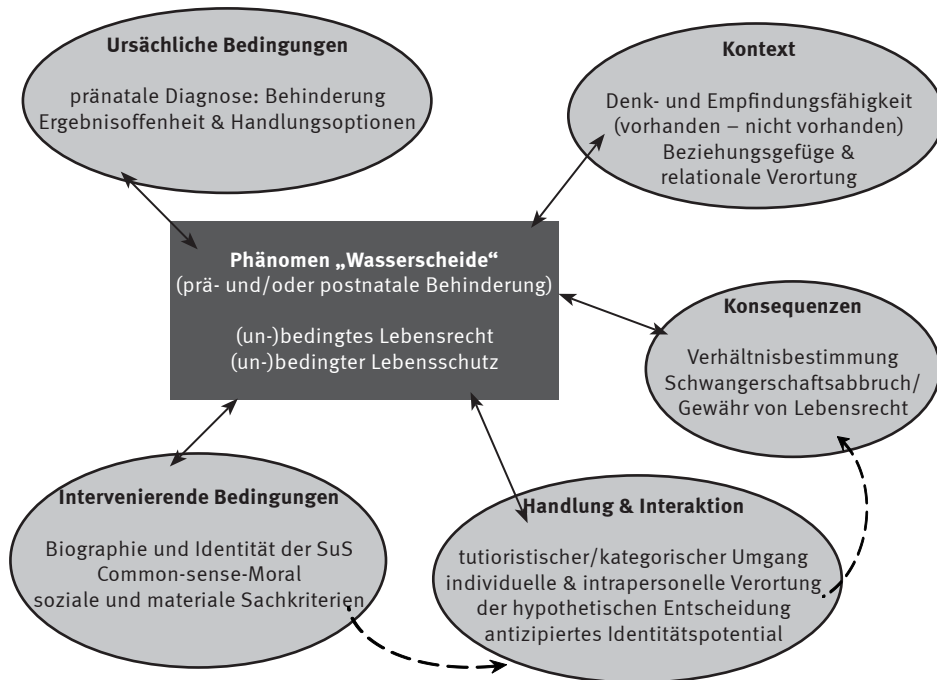 Ursächliche Bedingungen
pränatale Diagnose: Behinderung
Ergebnisoffenheit & Handlungsoptionen
Kontext
Denk- und Empfindungsfähigkeit
(vorhanden – nicht vorhanden)
Beziehungsgefüge &
relationale Verortung
Phänomen „Wasserscheide“
(prä- und/oder postnatale Behinderung)
(un-)bedingtes Lebensrecht
(un-)bedingter Lebensschutz
Konsequenzen
Verhältnisbestimmung
Schwangerschaftsabbruch/
Gewähr von Lebensrecht
Intervenierende Bedingungen
Biographie und Identität der SuS
Common-sense-Moral
soziale und materiale Sachkriterien
Handlung & Interaktion
tutioristischer/kategorischer Umgang
individuelle & intrapersonelle Verortung
der hypothetischen Entscheidung
antizipiertes Identitätspotential